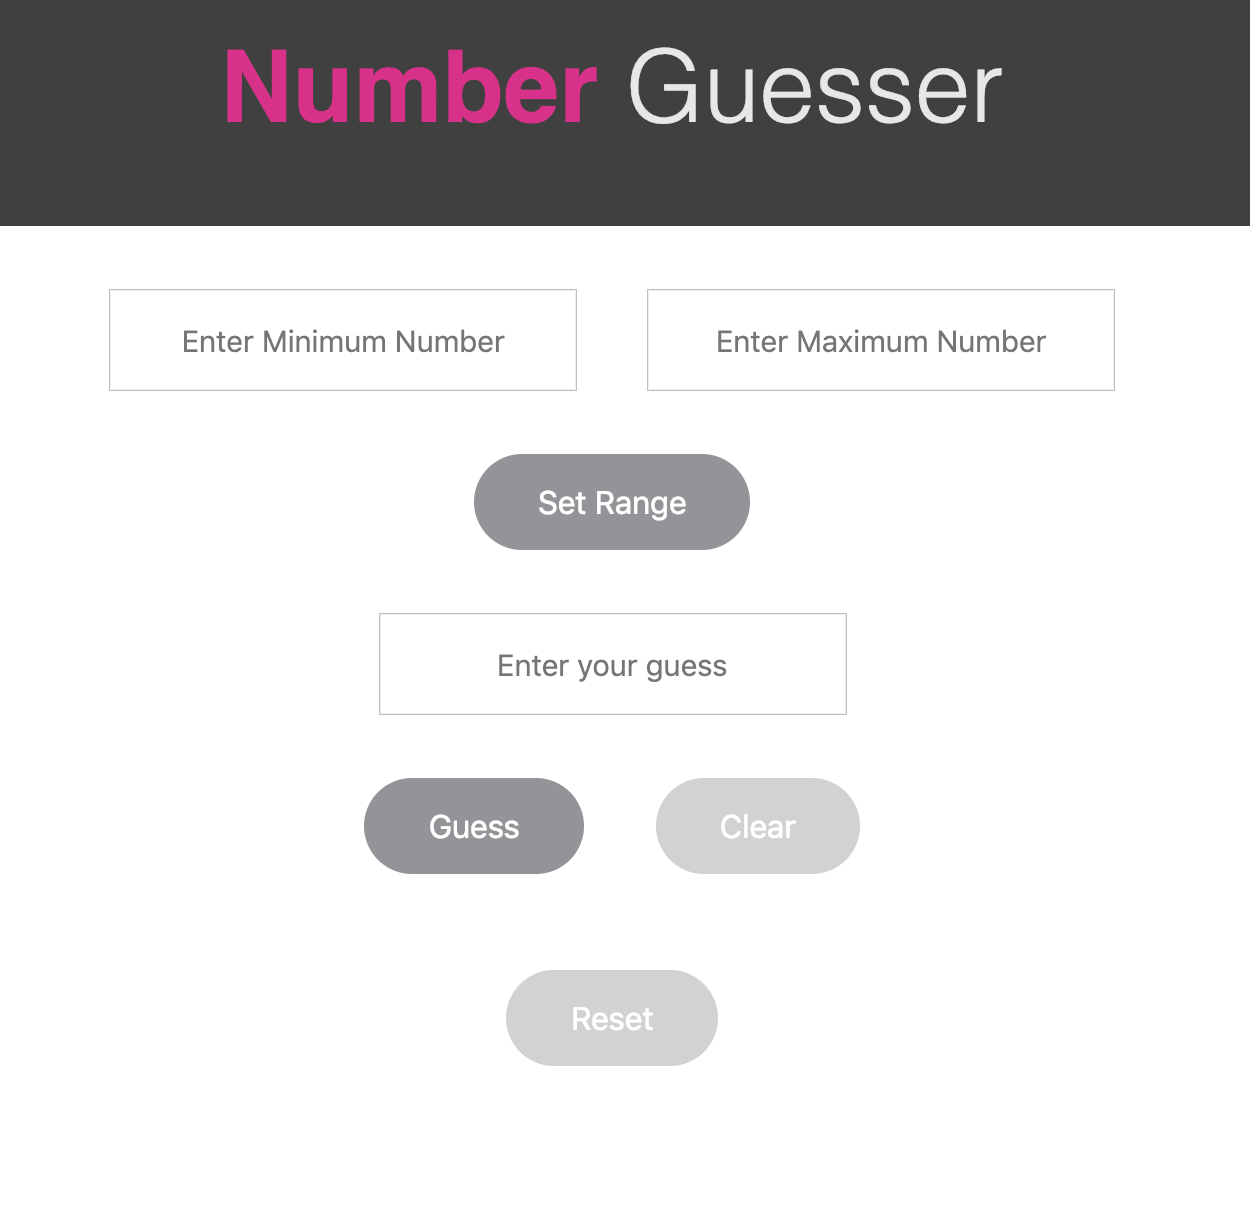 Number Guesser
Enter Minimum Number
Enter Maximum Number
Set Range
Enter your guess
Guess
Clear
Reset